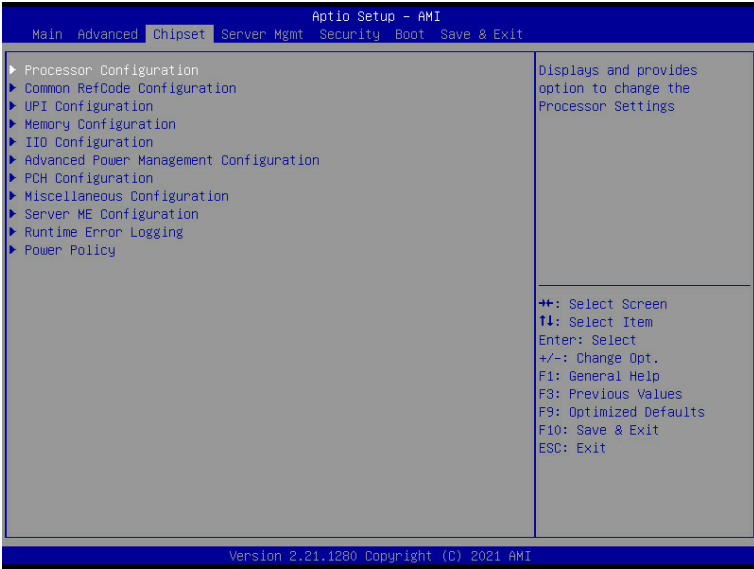 Aptio Setup – AMI
Main Advanced Chipset Server Mgmt Security Boot Save & Exit
Processor Configuration
Common RefCode Configuration
UPI Configuration
Memory Configuration
IIO Configuration
Advanced Power Management Configuration
PCH Configuration
Miscellaneous Configuration
Server ME Configuration
Runtime Error Logging
Power Policy
Displays and provides
option to change the
Processor Settings
→←: Select Screen
↑↓: Select Item
Enter: Select
+/-: Change Opt.
F1: General Help
F3: Previous Values
F9: Optimized Defaults
F10: Save & Exit
ESC: Exit
Version 2.21.1280 Copyright (C) 2021 AMI